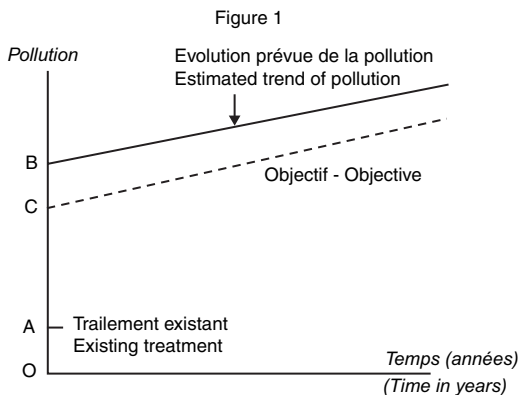 Figure 1
Pollution
Evolution prévue de la pollution
Estimated trend of pollution
B
C
Objectif - Objective
A
Trailement existant
Existing treatment
O
Temps (années)
(Time in years)